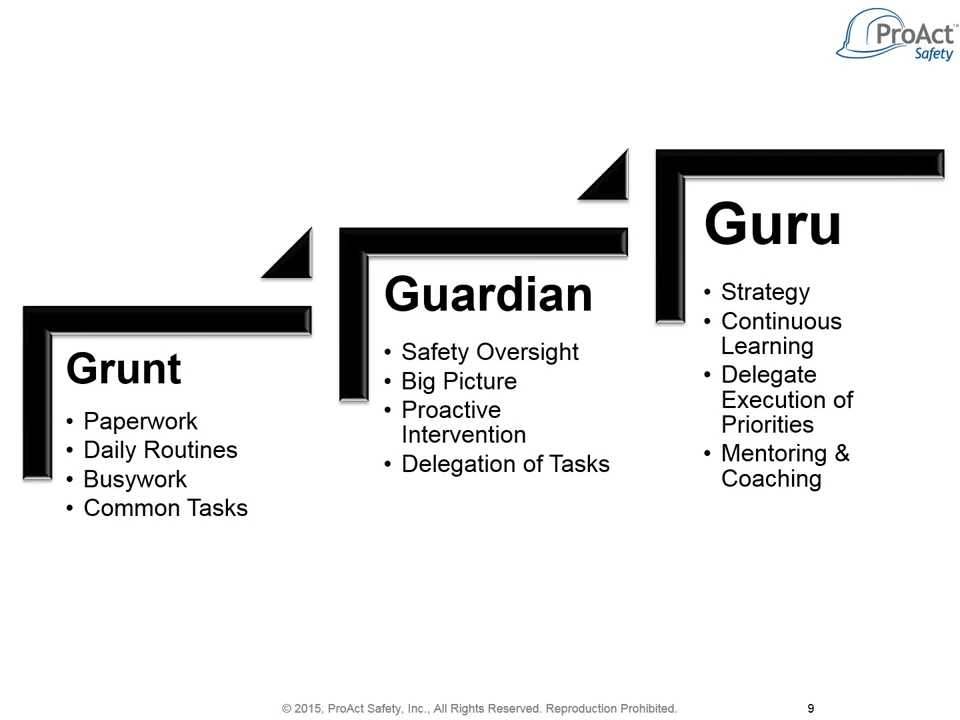 ProAct™
Safety
Grunt
• Paperwork
• Daily Routines
• Busywork
• Common Tasks
Guardian
• Safety Oversight
• Big Picture
• Proactive
Intervention
• Delegation of Tasks
Guru
• Strategy
• Continuous
Learning
• Delegate
Execution of
Priorities
• Mentoring &
Coaching
© 2015, ProAct Safety, Inc., All Rights Reserved. Reproduction Prohibited.
9